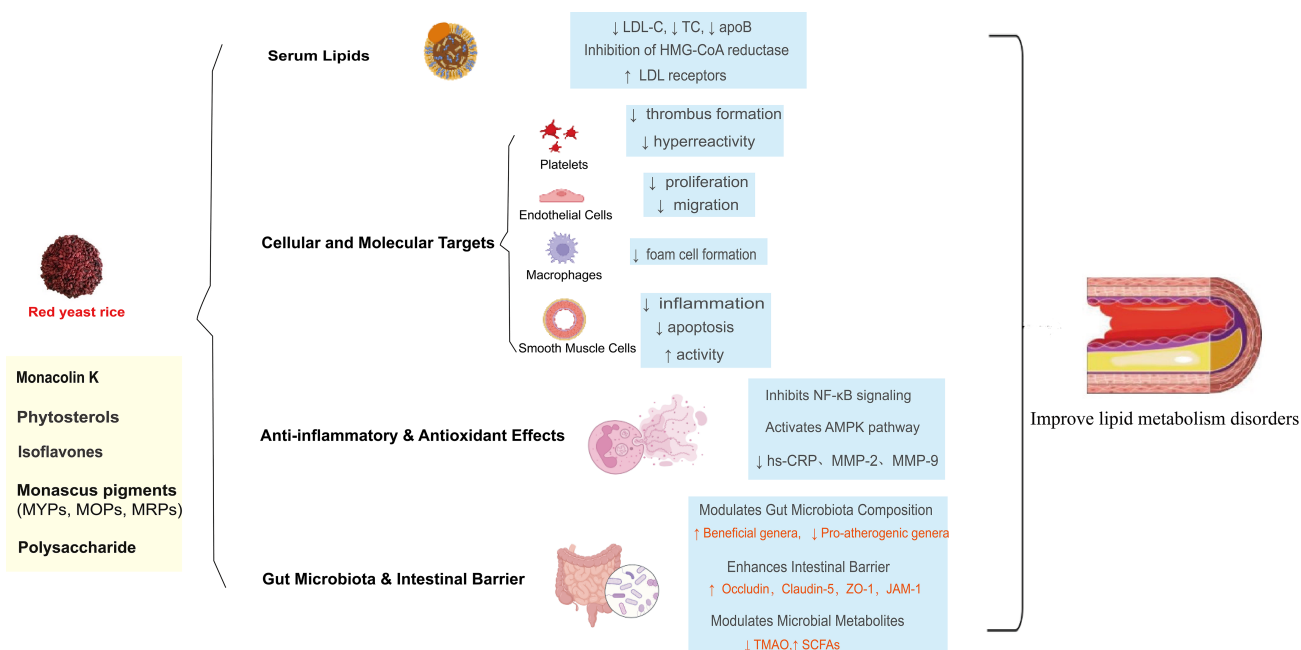 Red yeast rice
Monacolin K
Phytosterols
Isoflavones
Monascus pigments
(MYPs, MOPs, MRPs)
Polysaccharide
Serum Lipids
↓ LDL-C, ↓ TC, ↓ apoB
Inhibition of HMG-CoA reductase
↑ LDL receptors
Cellular and Molecular Targets
Platelets
↓ thrombus formation
↓ hyperreactivity
Endothelial Cells
↓ proliferation
↓ migration
Macrophages
↓ foam cell formation
Smooth Muscle Cells
↓ inflammation
↓ apoptosis
↑ activity
Anti-inflammatory & Antioxidant Effects
Inhibits NF-κB signaling
Activates AMPK pathway
↓ hs-CRP、MMP-2、MMP-9
Gut Microbiota & Intestinal Barrier
Modulates Gut Microbiota Composition
↑ Beneficial genera, ↓ Pro-atherogenic genera
Enhances Intestinal Barrier
↑ Occludin, Claudin-5, ZO-1, JAM-1
Modulates Microbial Metabolites
↓ TMAO,↑ SCFAs
Improve lipid metabolism disorders